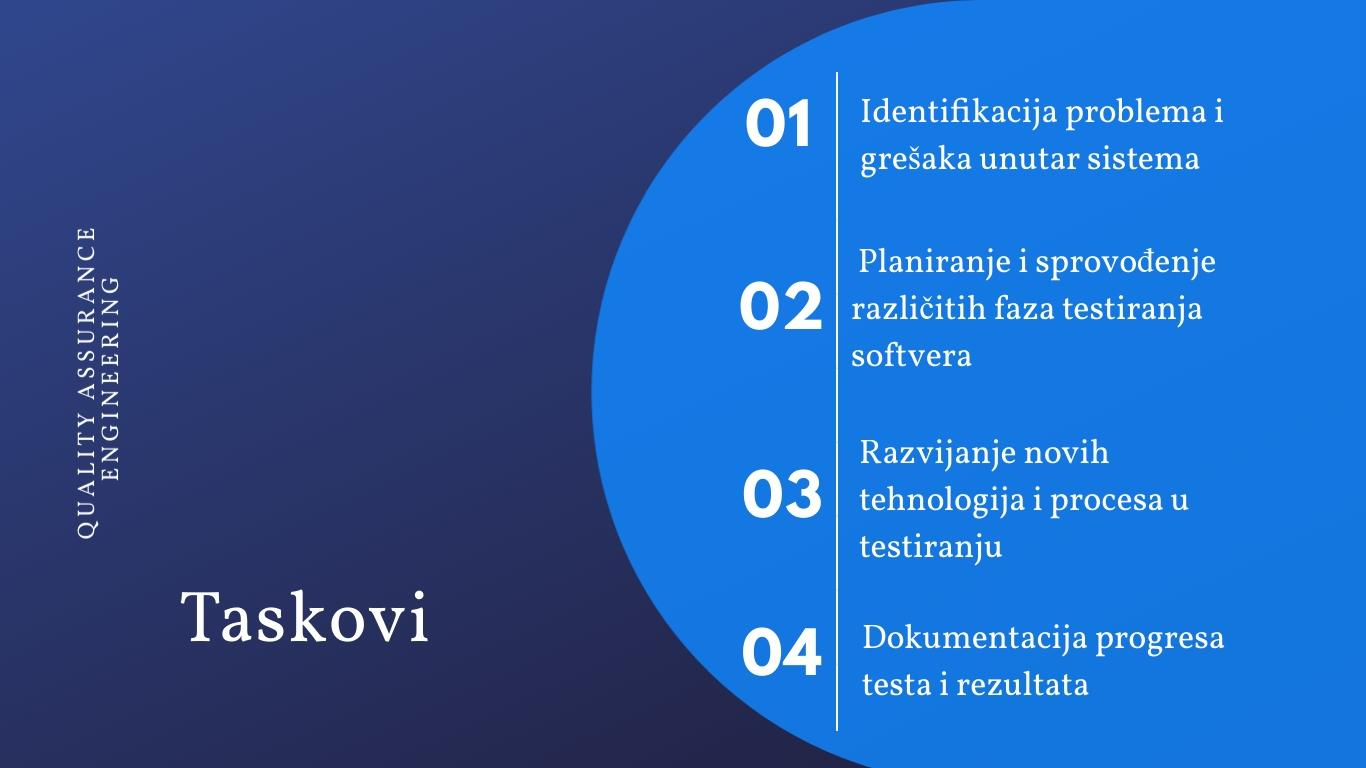 QUALITY ASSURANCE
ENGINEERING
Taskovi
01
Identifikacija problema i
grešaka unutar sistema
02
Planiranje i sprovođenje
različitih faza testiranja
softvera
03
Razvijanje novih
tehnologija i procesa u
testiranju
04
Dokumentacija progresa
testa i rezultata